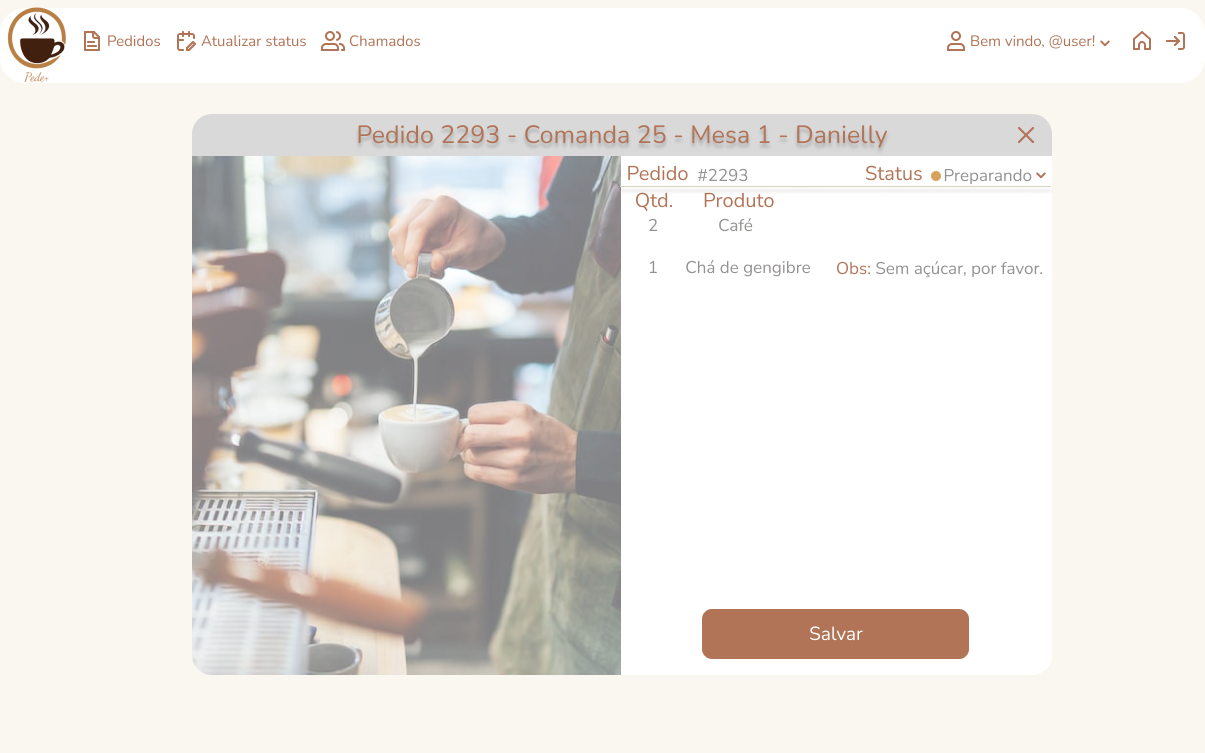 Pedidos Atualizar status Chamados Bem vindo, @user!
Pede+
Pedido 2293 - Comanda 25 - Mesa 1 - Danielly
Pedido #2293 Status Preparando
Qtd. Produto
2 Café
1 Chá de gengibre Obs: Sem açúcar, por favor.
Salvar